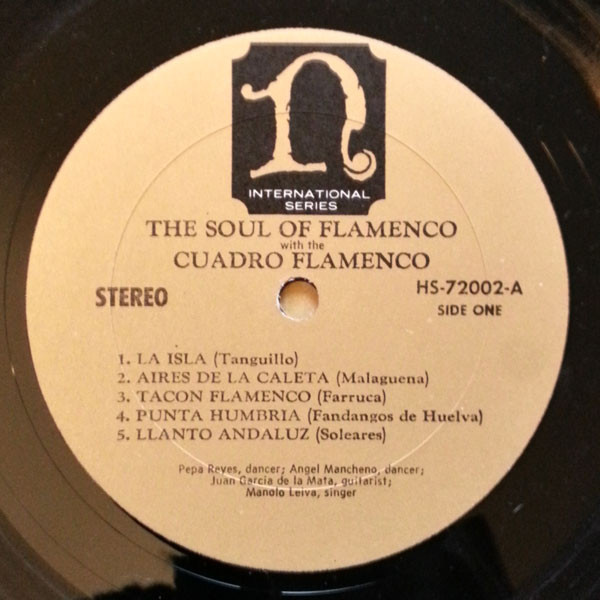 n
INTERNATIONAL
SERIES
THE SOUL OF FLAMENCO
with the
CUADRO FLAMENCO
STEREO
HS-72002-A
SIDE ONE
1. LA ISLA (Tanguillo)
2. AIRES DE LA CALETA (Malaguena)
3. TACON FLAMENCO (Farruca)
4. PUNTA HUMBRIA (Fandangos de Huelva)
5. LLANTO ANDALUZ (Soleares)
Pepa Reyes, dancer; Angel Mancheno, dancer;
Juan Garcia de la Mata, guitarist;
Manolo Leiva, singer